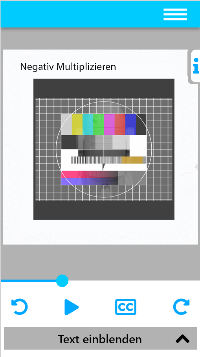 Negativ Multiplizieren
i
CC
Text einblenden